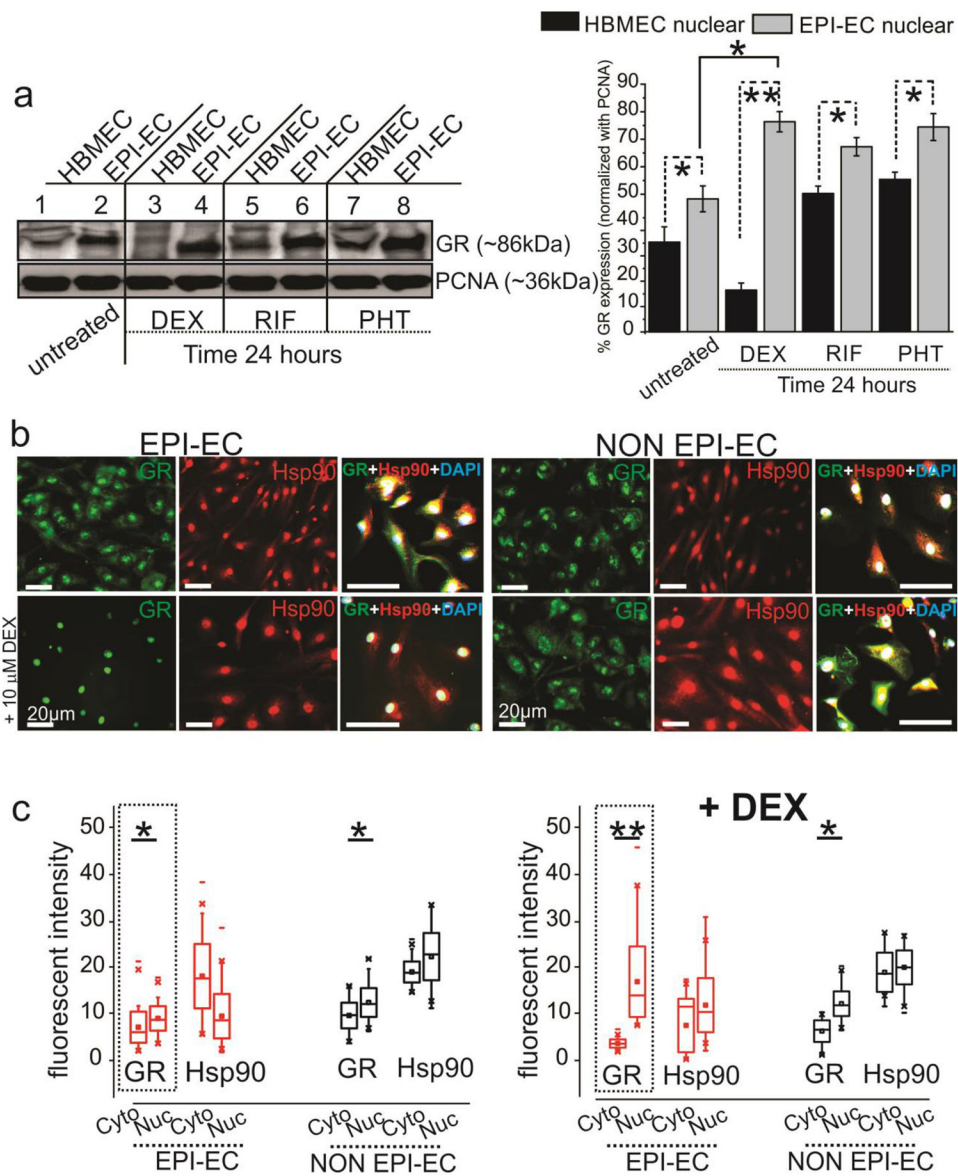 HBMEC nuclear EPI-EC nuclear
a
HBMEC EPI-EC HBMEC EPI-EC HBMEC EPI-EC HBMEC EPI-EC
1 2 3 4 5 6 7 8
GR (~86kDa)
PCNA (~36kDa)
untreated DEX RIF PHT
Time 24 hours
% GR expression (normalized with PCNA)
90
80
70
60
50
40
30
20
10
0
* * ** * *
untreated DEX RIF PHT
Time 24 hours
b
EPI-EC NON EPI-EC
GR Hsp90 GR+Hsp90+DAPI GR Hsp90 GR+Hsp90+DAPI
+ 10 µM DEX
GR Hsp90 GR+Hsp90+DAPI GR Hsp90 GR+Hsp90+DAPI
20µm 20µm
c
fluorescent intensity
50
40
30
20
10
0
* *
GR Hsp90 GR Hsp90
Cyto Nuc Cyto Nuc Cyto Nuc Cyto Nuc
EPI-EC NON EPI-EC
+ DEX
fluorescent intensity
50
40
30
20
10
0
** *
GR Hsp90 GR Hsp90
Cyto Nuc Cyto Nuc Cyto Nuc Cyto Nuc
EPI-EC NON EPI-EC